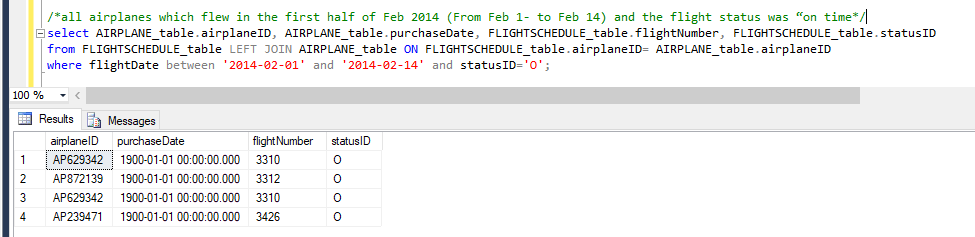 /*all airplanes which flew in the first half of Feb 2014 (From Feb 1- to Feb 14) and the flight status was “on time*/
select AIRPLANE_table.airplaneID, AIRPLANE_table.purchaseDate, FLIGHTSCHEDULE_table.flightNumber, FLIGHTSCHEDULE_table.statusID
from FLIGHTSCHEDULE_table LEFT JOIN AIRPLANE_table ON FLIGHTSCHEDULE_table.airplaneID= AIRPLANE_table.airplaneID
where flightDate between '2014-02-01' and '2014-02-14' and statusID='O';
100 %
Results Messages
airplaneID purchaseDate flightNumber statusID
1 AP629342 1900-01-01 00:00:00.000 3310 O
2 AP872139 1900-01-01 00:00:00.000 3312 O
3 AP629342 1900-01-01 00:00:00.000 3310 O
4 AP239471 1900-01-01 00:00:00.000 3426 O